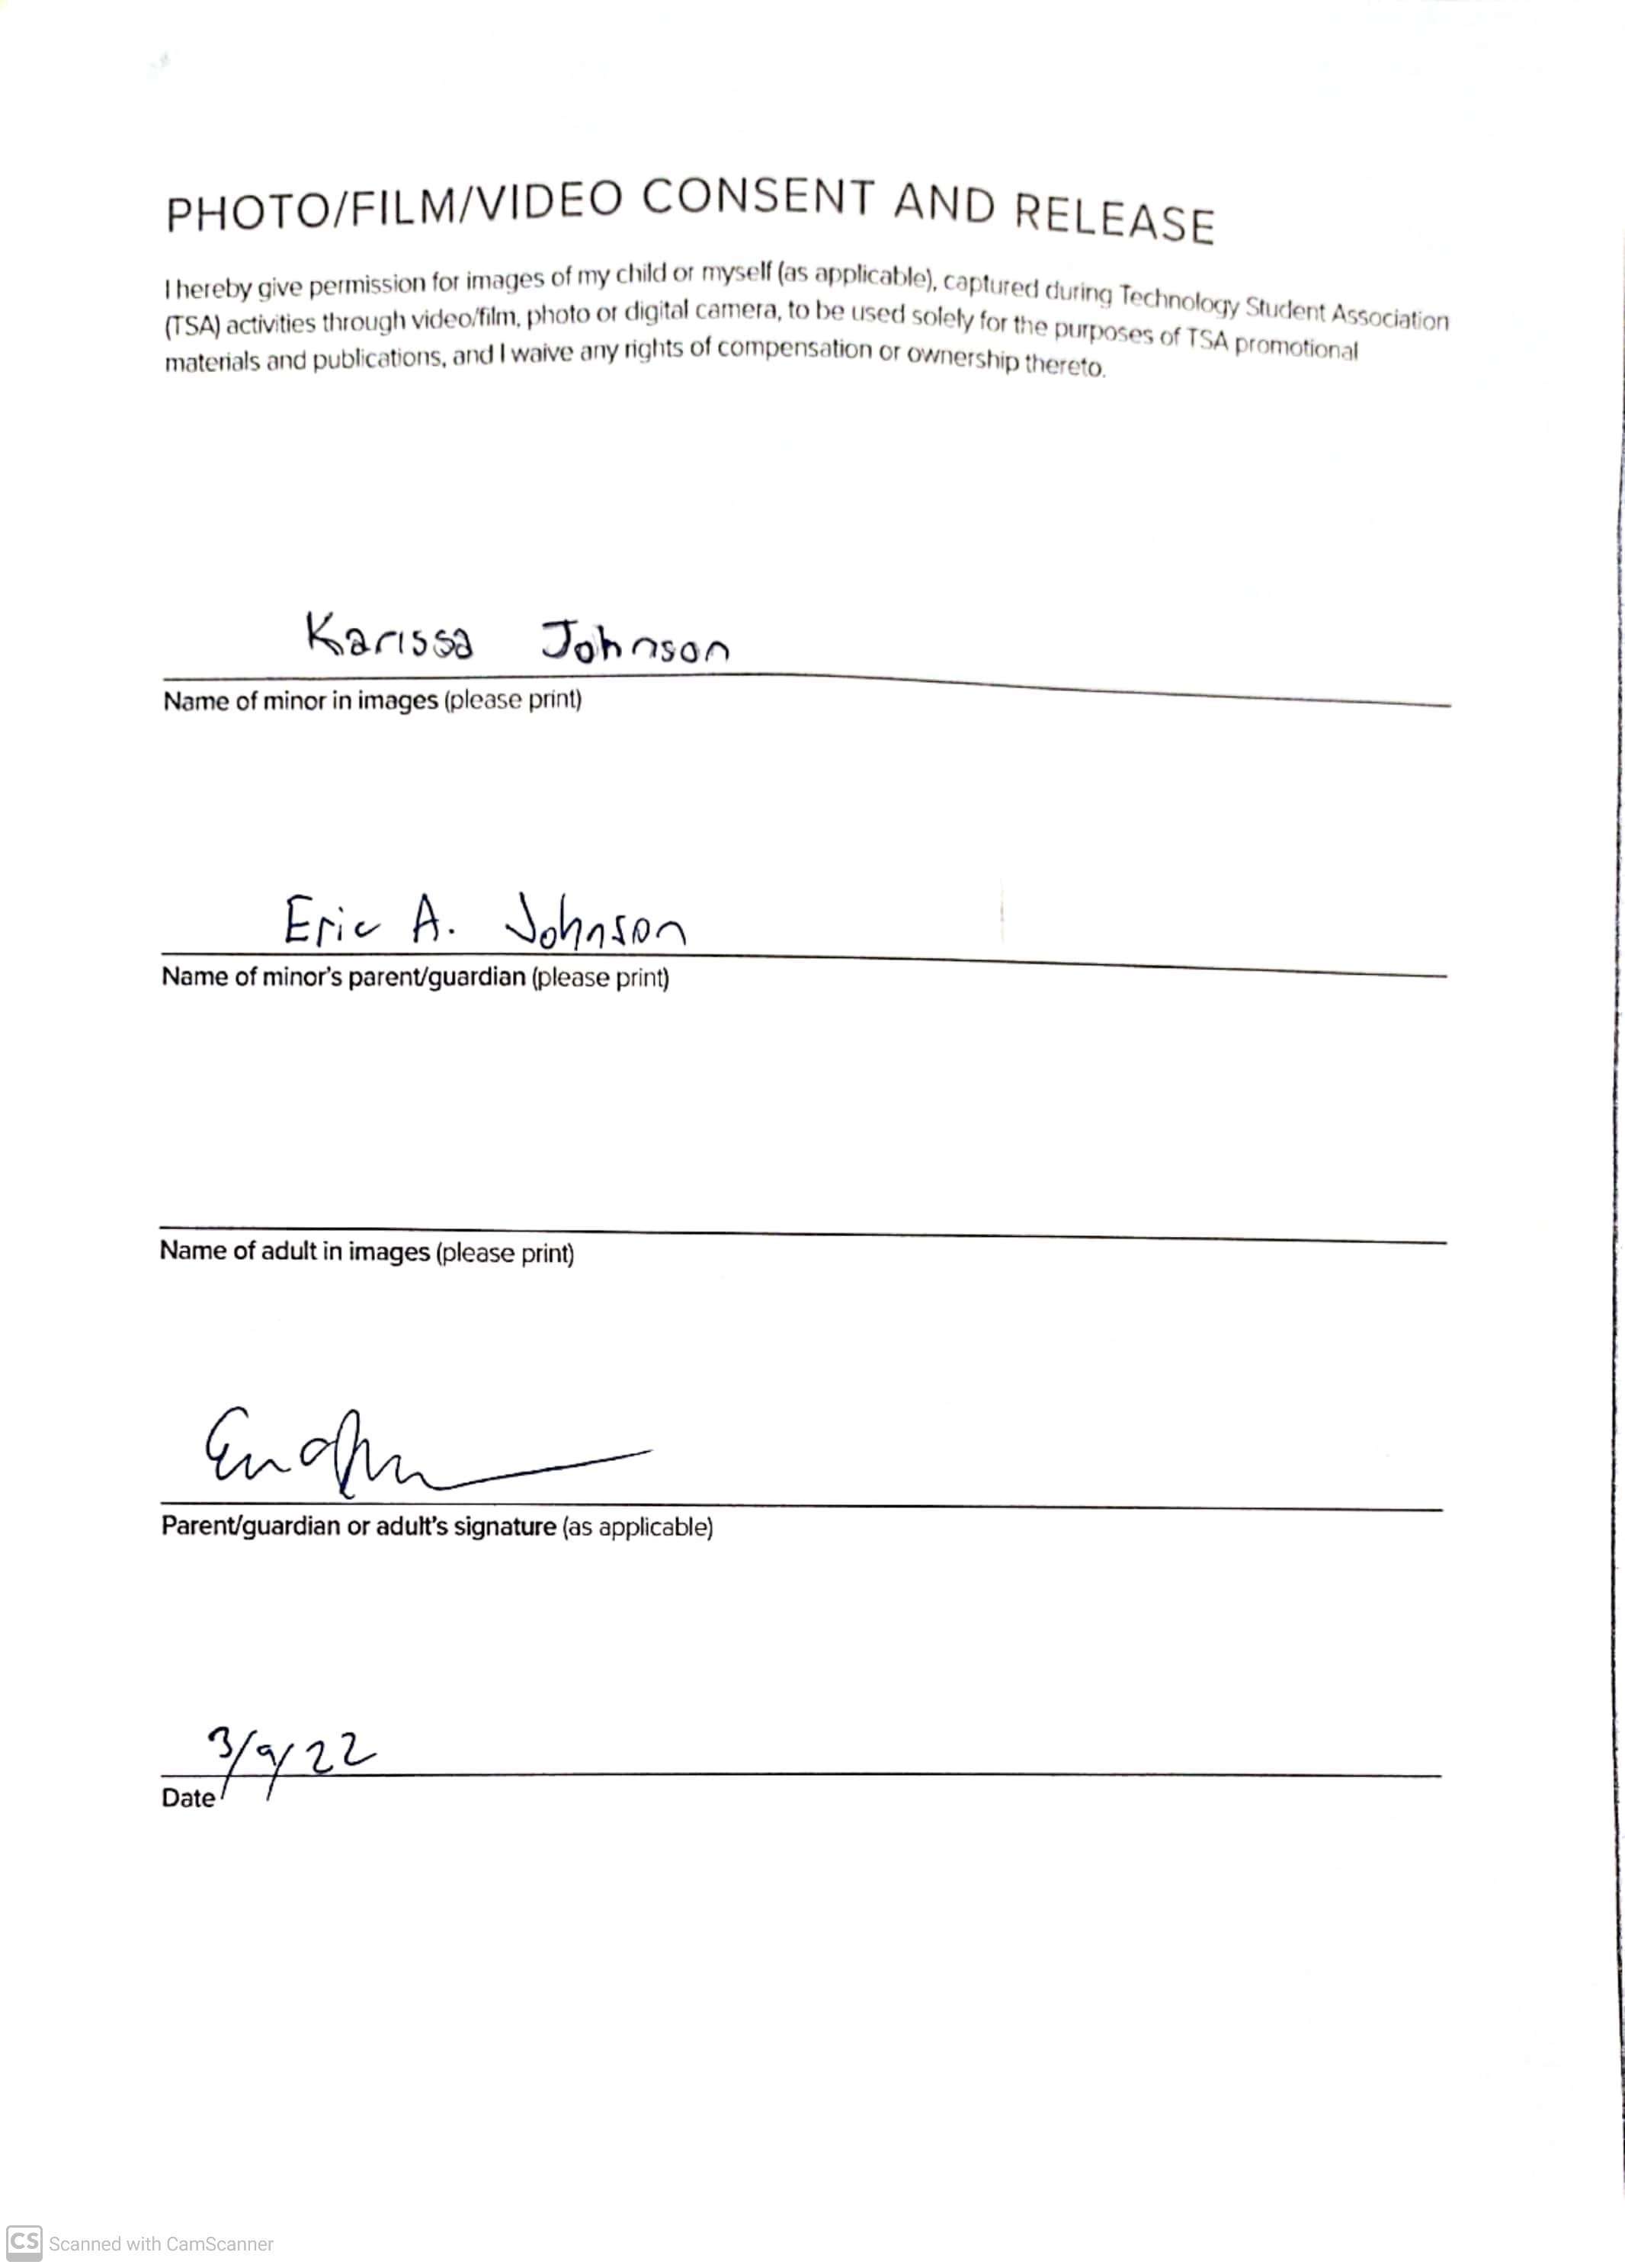 PHOTO/FILM/VIDEO CONSENT AND RELEASE
I hereby give permission for images of my child or myself (as applicable), captured during Technology Student Association
(TSA) activities through video/film, photo or digital camera, to be used solely for the purposes of TSA promotional
materials and publications, and I waive any rights of compensation or ownership thereto.
Karissa Johnson
Name of minor in images (please print)
Eric A. Johnson
Name of minor's parent/guardian (please print)
Name of adult in images (please print)
Parent/guardian or adult's signature (as applicable)
3/9/22
Date
CS Scanned with CamScanner